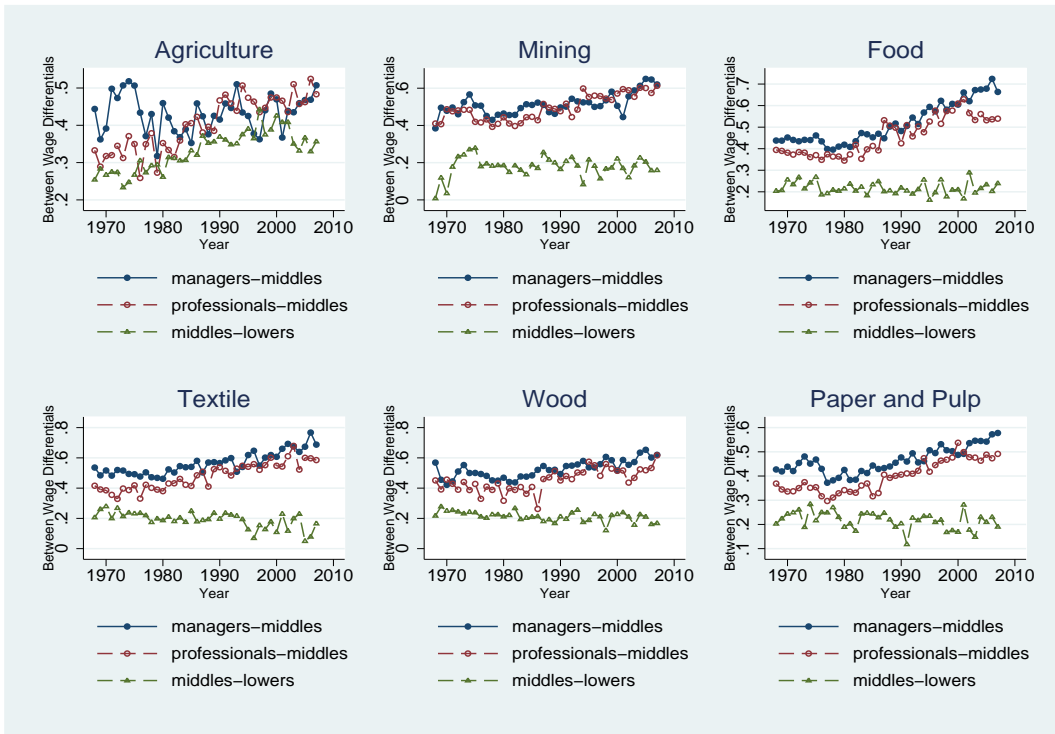 Agriculture
Between Wage Differentials
.2 .3 .4 .5
1970 1980 1990 2000 2010
Year
managers−middles
professionals−middles
middles−lowers
Mining
Between Wage Differentials
0 .2 .4 .6
1970 1980 1990 2000 2010
Year
managers−middles
professionals−middles
middles−lowers
Food
Between Wage Differentials
.2 .3 .4 .5 .6 .7
1970 1980 1990 2000 2010
Year
managers−middles
professionals−middles
middles−lowers
Textile
Between Wage Differentials
0 .2 .4 .6 .8
1970 1980 1990 2000 2010
Year
managers−middles
professionals−middles
middles−lowers
Wood
Between Wage Differentials
0 .2 .4 .6 .8
1970 1980 1990 2000 2010
Year
managers−middles
professionals−middles
middles−lowers
Paper and Pulp
Between Wage Differentials
.1 .2 .3 .4 .5 .6
1970 1980 1990 2000 2010
Year
managers−middles
professionals−middles
middles−lowers